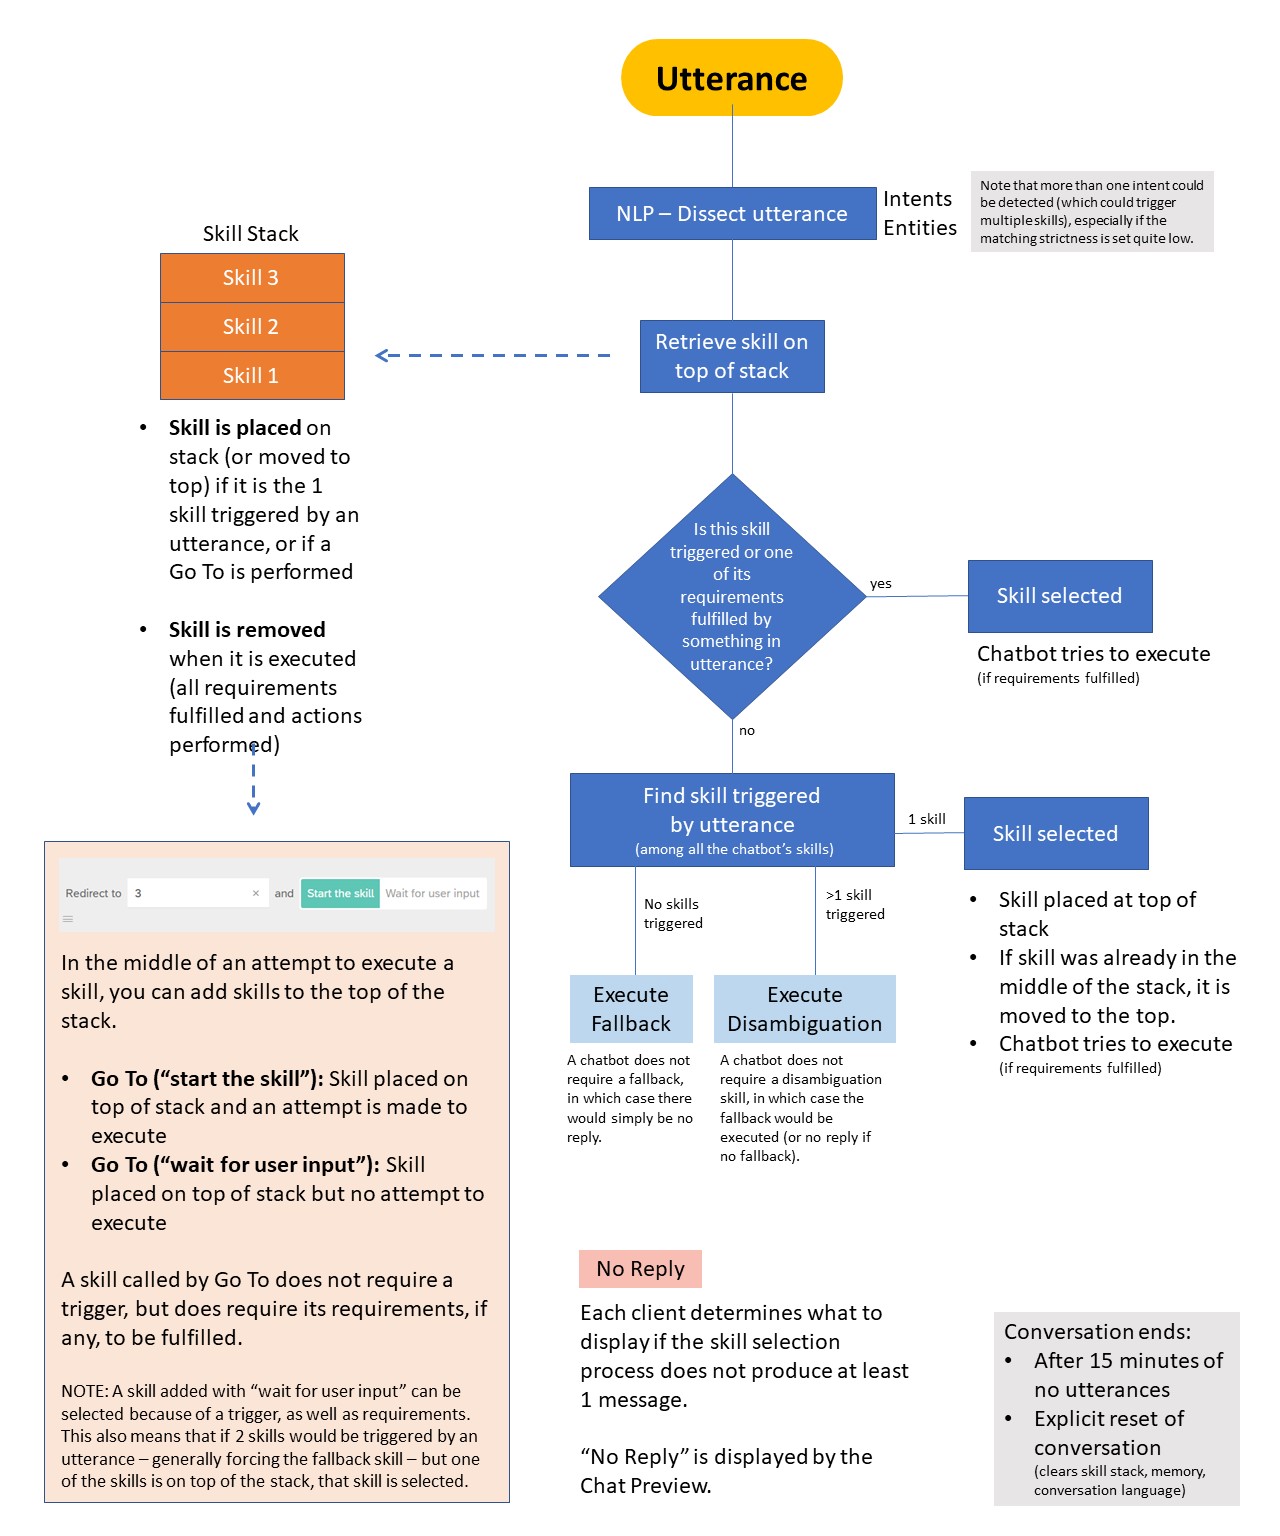 Utterance
NLP – Dissect utterance
Intents
Entities
Note that more than one intent could
be detected (which could trigger
multiple skills), especially if the
matching strictness is set quite low.
Skill Stack
Skill 3
Skill 2
Skill 1
Retrieve skill on
top of stack
• Skill is placed on
stack (or moved to
top) if it is the 1
skill triggered by an
utterance, or if a
Go To is performed
• Skill is removed
when it is executed
(all requirements
fulfilled and actions
performed)
Is this skill
triggered or one
of its
requirements
fulfilled by
something in
utterance?
yes
Skill selected
Chatbot tries to execute
(if requirements fulfilled)
no
Find skill triggered
by utterance
(among all the chatbot’s skills)
1 skill
Skill selected
• Skill placed at top of
stack
• If skill was already in the
middle of the stack, it is
moved to the top.
• Chatbot tries to execute
(if requirements fulfilled)
No skills
triggered
>1 skill
triggered
Execute
Fallback
A chatbot does not
require a fallback,
in which case there
would simply be no
reply.
Execute
Disambiguation
A chatbot does not
require a disambiguation
skill, in which case the
fallback would be
executed (or no reply if
no fallback).
Redirect to 3 × and Start the skill Wait for user input
In the middle of an attempt to execute a
skill, you can add skills to the top of the
stack.
• Go To (“start the skill”): Skill placed on
top of stack and an attempt is made to
execute
• Go To (“wait for user input”): Skill
placed on top of stack but no attempt to
execute
A skill called by Go To does not require a
trigger, but does require its requirements, if
any, to be fulfilled.
NOTE: A skill added with “wait for user input” can be
selected because of a trigger, as well as requirements.
This also means that if 2 skills would be triggered by an
utterance – generally forcing the fallback skill – but one
of the skills is on top of the stack, that skill is selected.
No Reply
Each client determines what to
display if the skill selection
process does not produce at least
1 message.
“No Reply” is displayed by the
Chat Preview.
Conversation ends:
• After 15 minutes of
no utterances
• Explicit reset of
conversation
(clears skill stack, memory,
conversation language)